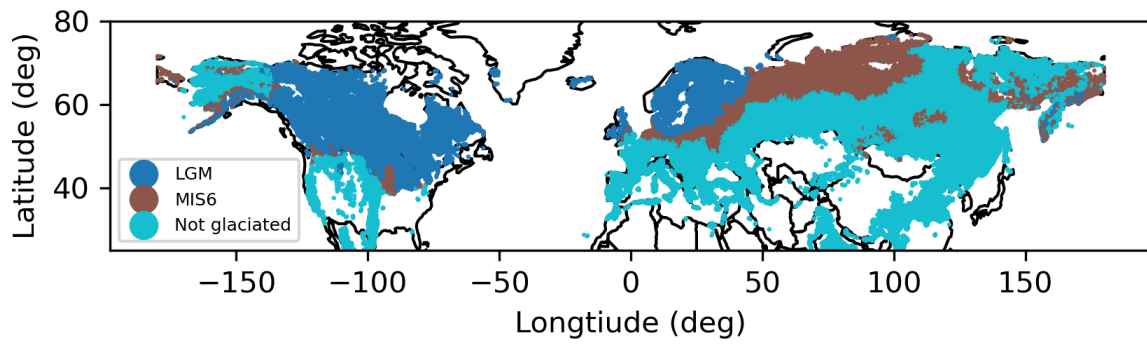 80
60
40
Latitude (deg)
LGM
MIS6
Not glaciated
−150
−100
−50
0
50
100
150
Longtiude (deg)